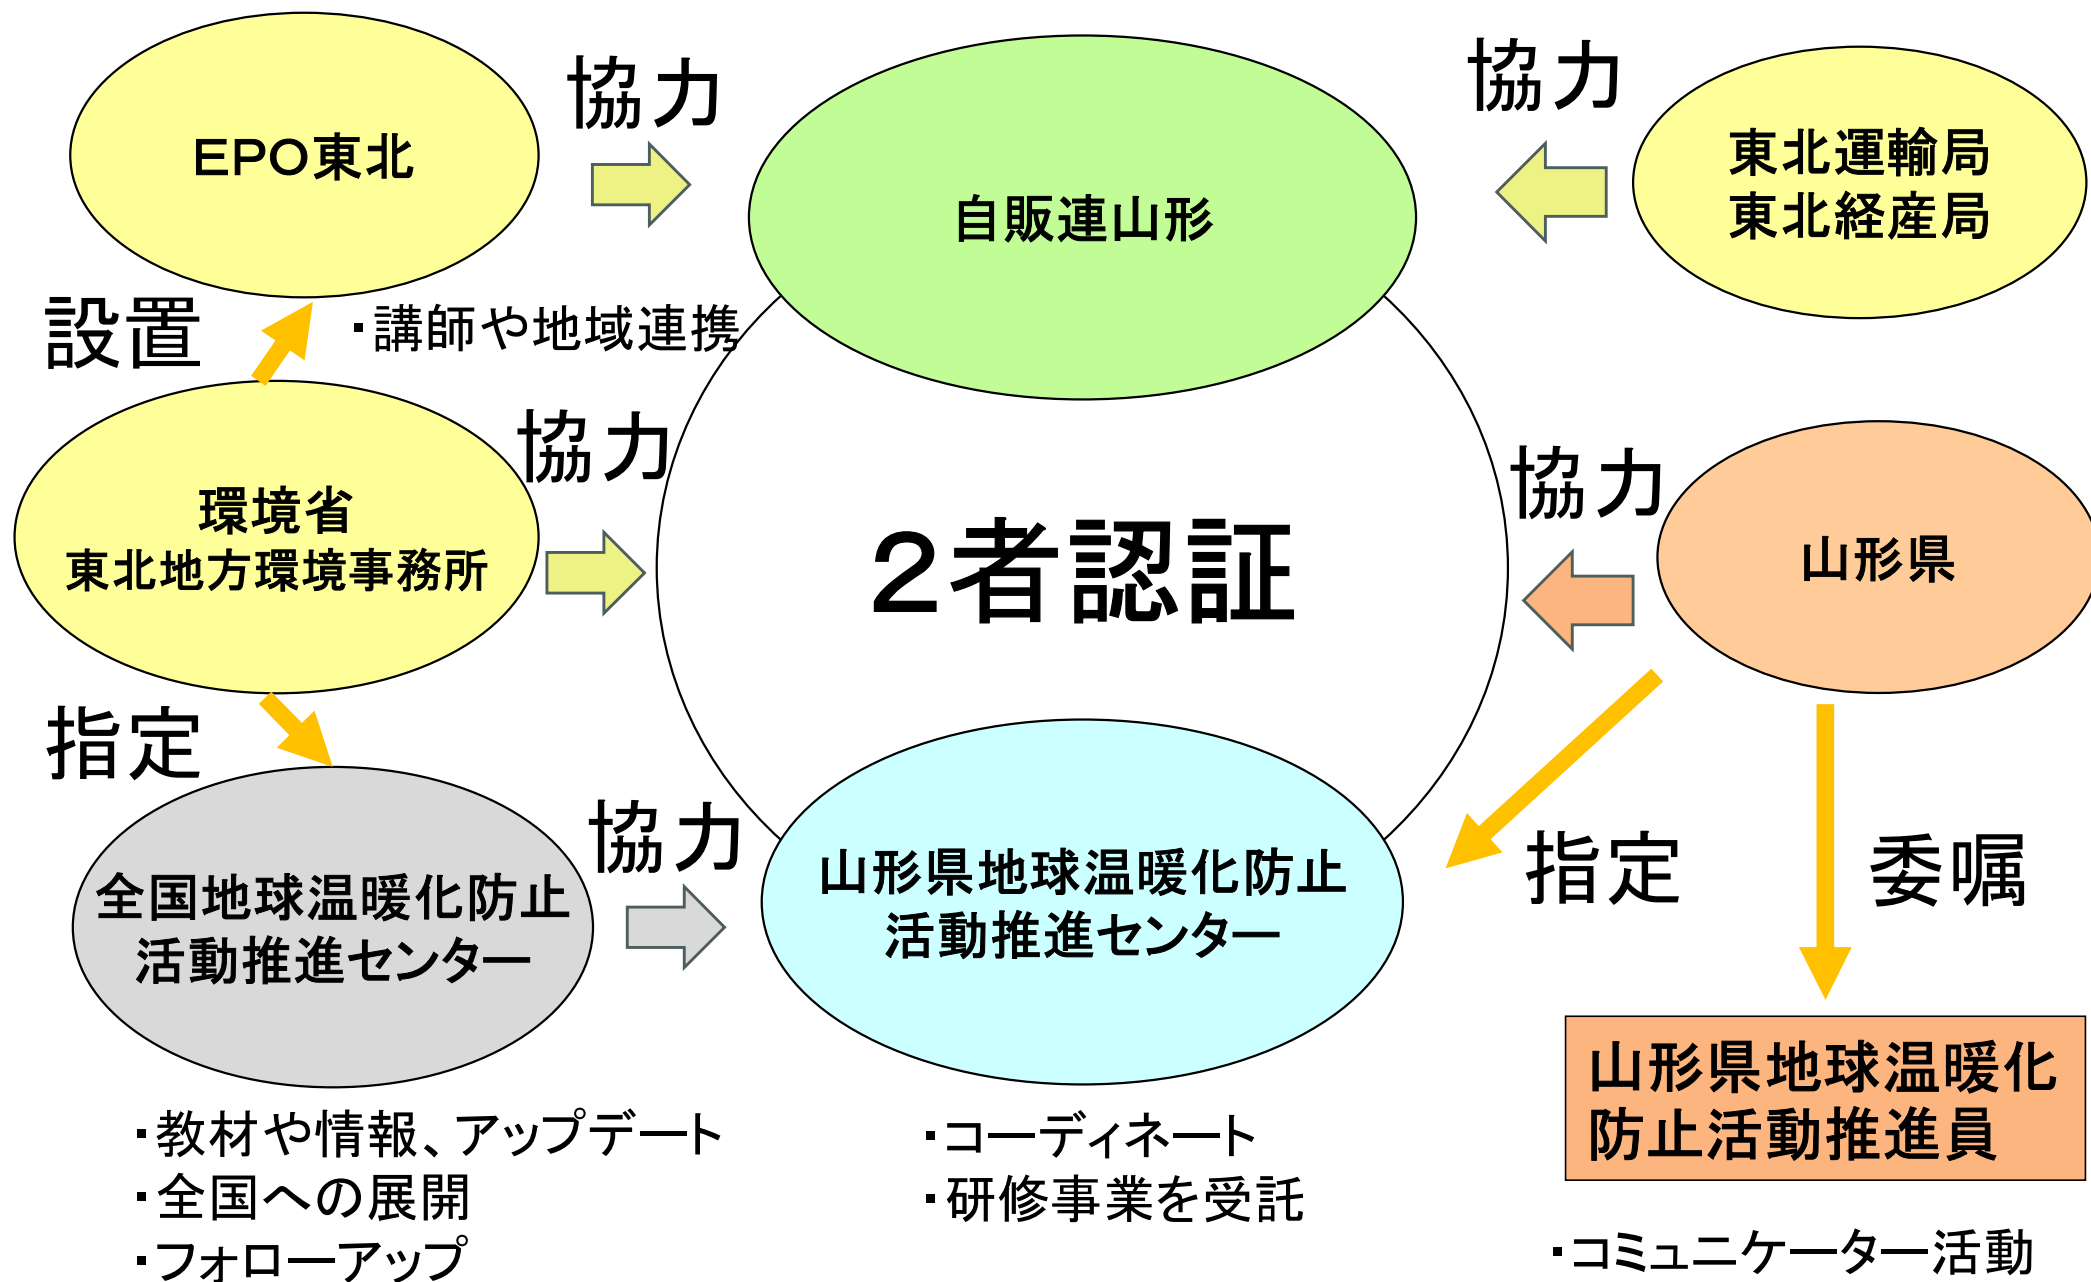 EPO東北
協力
自販連山形
協力
東北運輸局
東北経産局
設置
・講師や地域連携
環境省
東北地方環境事務所
協力
2者認証
協力
山形県
指定
全国地球温暖化防止
活動推進センター
協力
山形県地球温暖化防止
活動推進センター
指定
委嘱
山形県地球温暖化
防止活動推進員
・教材や情報、アップデート
・全国への展開
・フォローアップ
・コーディネート
・研修事業を受託
・コミュニケーター活動